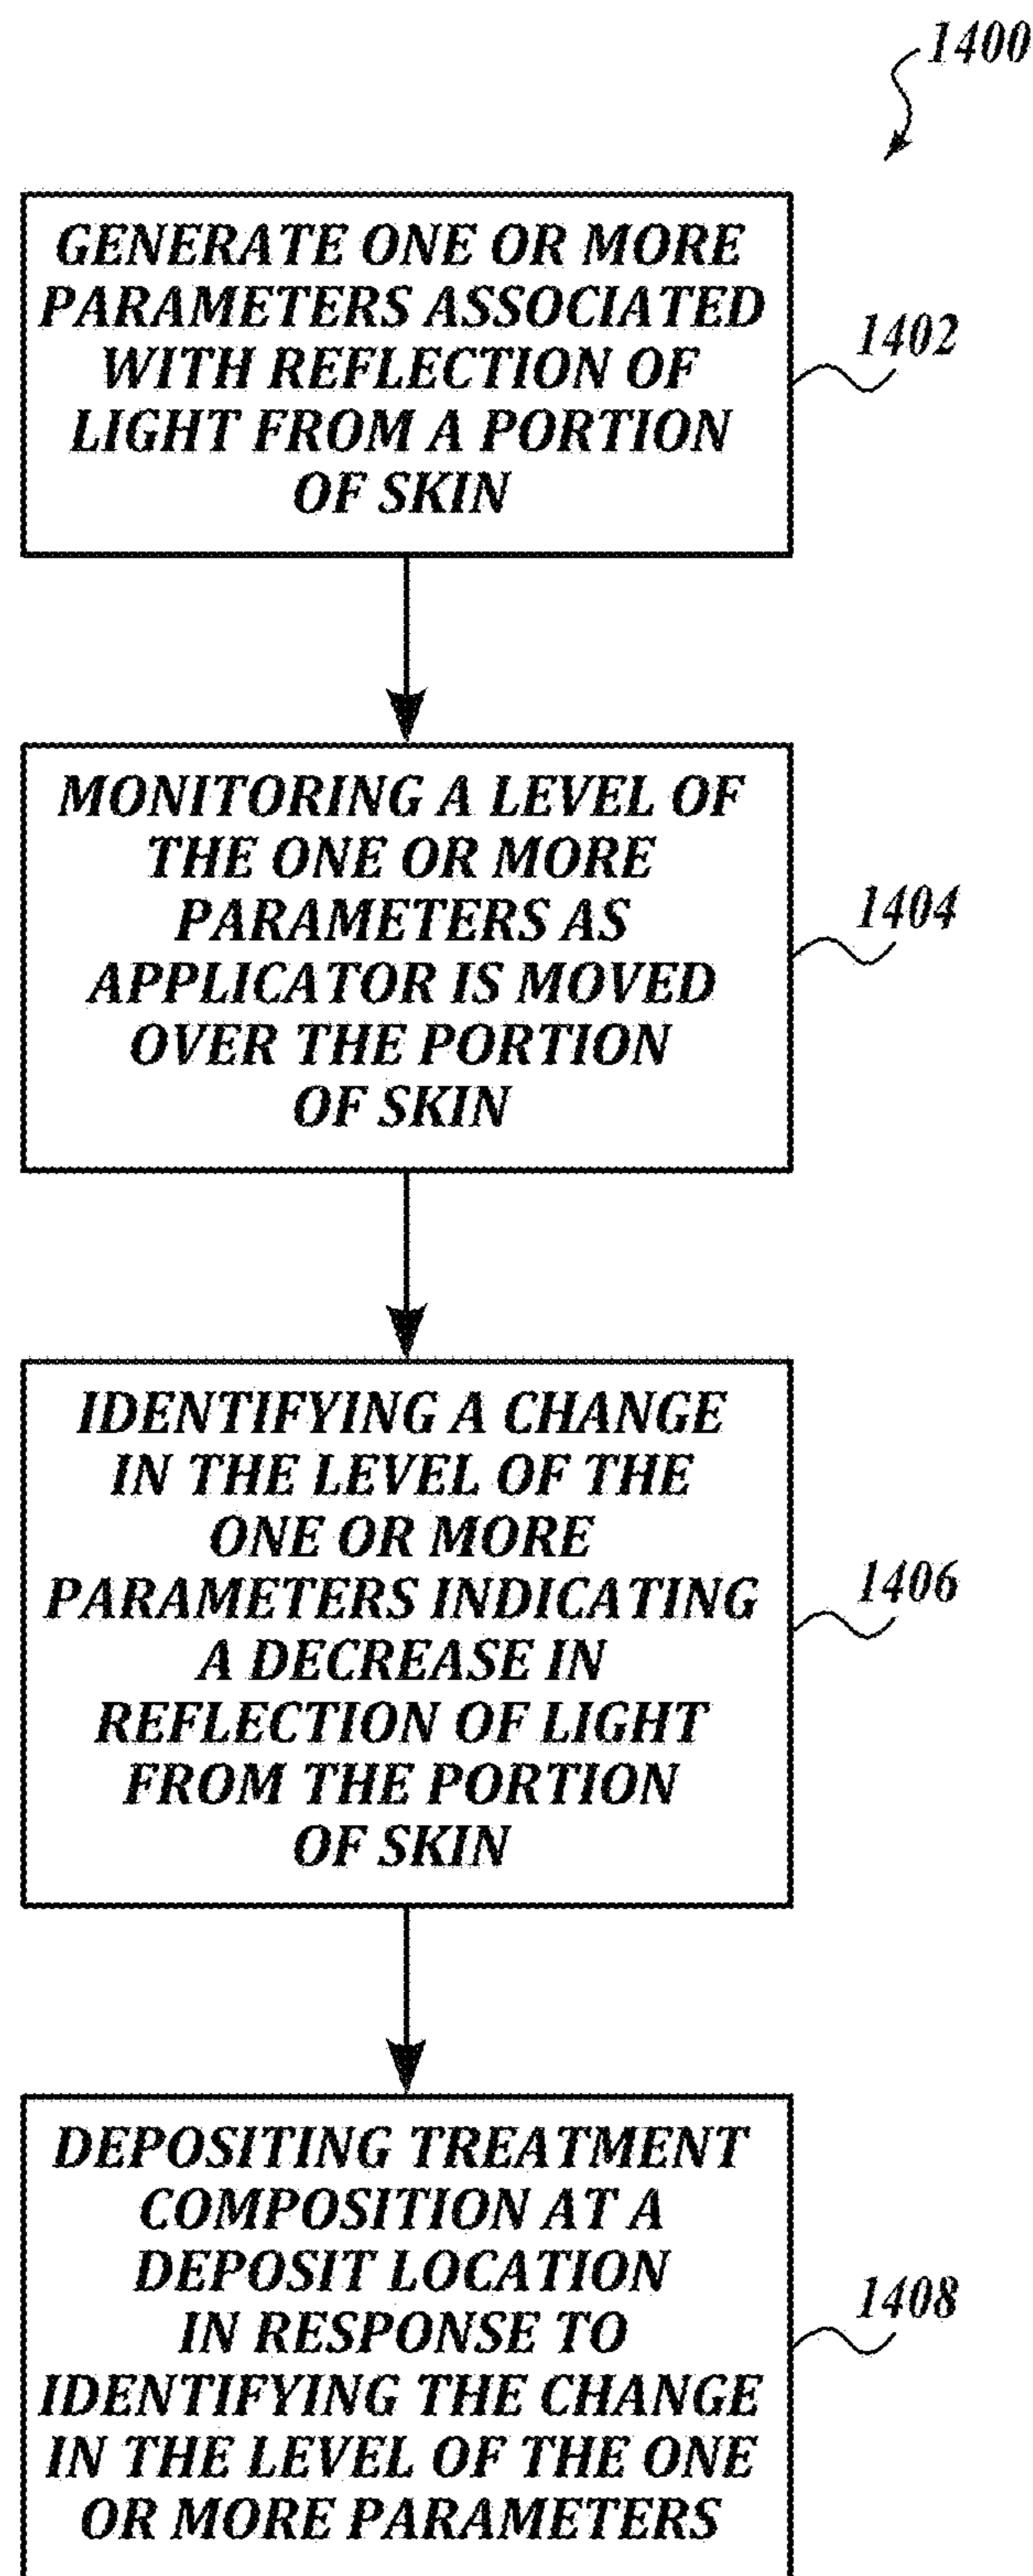 1400
GENERATE ONE OR MORE
PARAMETERS ASSOCIATED
WITH REFLECTION OF
LIGHT FROM A PORTION
OF SKIN
1402
MONITORING A LEVEL OF
THE ONE OR MORE
PARAMETERS AS
APPLICATOR IS MOVED
OVER THE PORTION
OF SKIN
1404
IDENTIFYING A CHANGE
IN THE LEVEL OF THE
ONE OR MORE
PARAMETERS INDICATING
A DECREASE IN
REFLECTION OF LIGHT
FROM THE PORTION
OF SKIN
1406
DEPOSITING TREATMENT
COMPOSITION AT A
DEPOSIT LOCATION
IN RESPONSE TO
IDENTIFYING THE CHANGE
IN THE LEVEL OF THE ONE
OR MORE PARAMETERS
1408